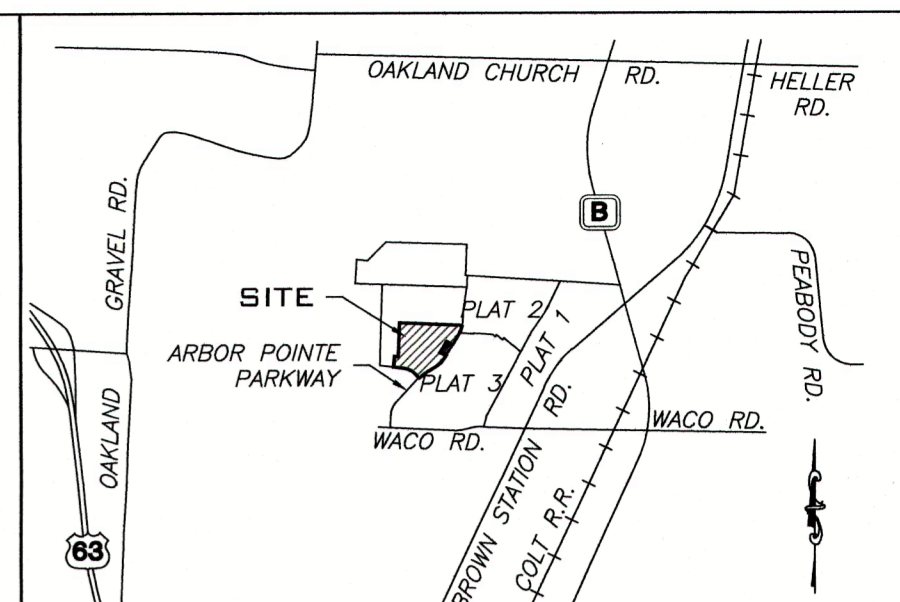 OAKLAND CHURCH RD.
HELLER
RD.
B
GRAVEL RD.
PEABODY RD.
SITE
PLAT 2
PLAT 1
ARBOR POINTE
PARKWAY
PLAT 3
RD.
WACO RD.
WACO RD.
OAKLAND
BROWN STATION
COLT R.R.
63